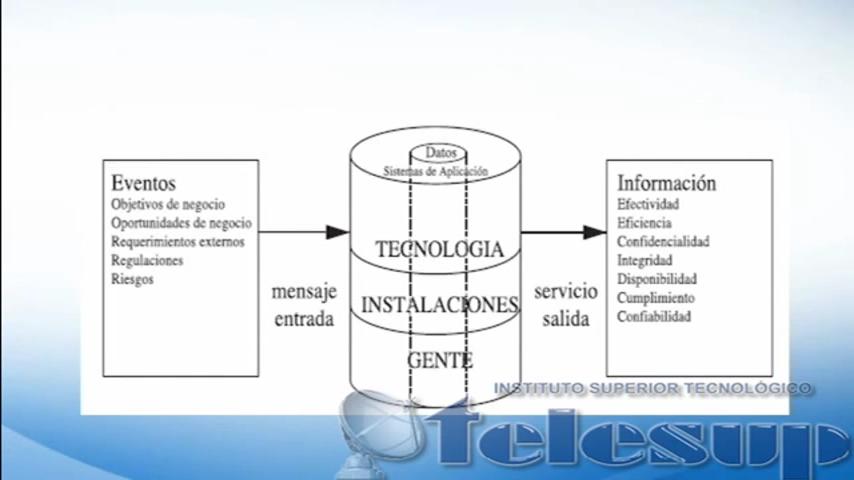 Eventos
Objetivos de negocio
Oportunidades de negocio
Requerimientos externos
Regulaciones
Riesgos
mensaje
entrada
Datos
Sistemas de Aplicación
TECNOLOGIA
INSTALACIONES
GENTE
servicio
salida
Información
Efectividad
Eficiencia
Confidencialidad
Integridad
Disponibilidad
Cumplimiento
Confiabilidad
INSTITUTO SUPERIOR TECNOLÓGICO
telesup